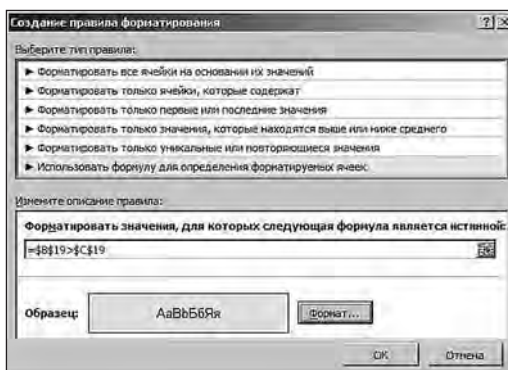 Создание правила форматирования
Выберите тип правила:
► Форматировать все ячейки на основании их значений
► Форматировать только ячейки, которые содержат
► Форматировать только первые или последние значения
► Форматировать только значения, которые находятся выше или ниже среднего
► Форматировать только уникальные или повторяющиеся значения
► Использовать формулу для определения форматируемых ячеек
Измените описание правила:
Форматировать значения, для которых следующая формула является истинной:
=$B$19>$C$19
Образец: АаВbБбЯя Формат...
ОК Отмена